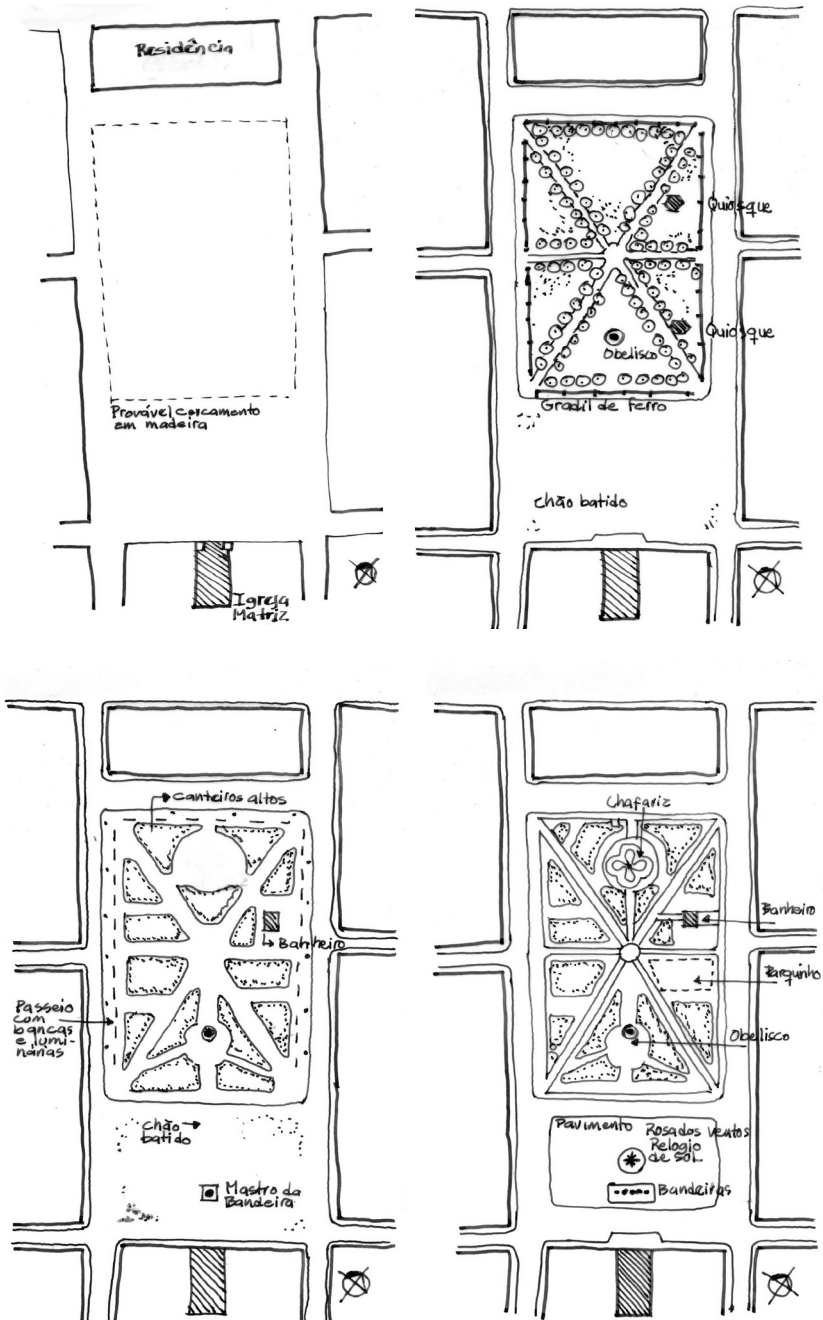 Residência
Provável cercamento
em madeira
Igreja
Matriz
Quiosque
Quiosque
Obelisco
Gradil de Ferro
Chão batido
Canteiros altos
Banheiro
Passeio
com
bancas
e lumi-
nárias
Chão
batido
Mastro da
Bandeira
Chafariz
Banheiro
Parquinho
Obelisco
Pavimento
Rosa dos ventos
Relogio
de SOL
Bandeiras